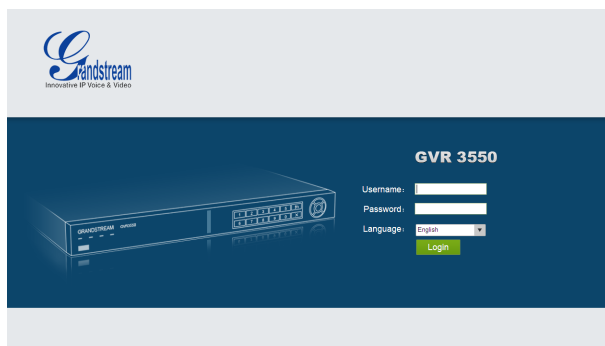 Grandstream
Innovative IP Voice & Video
GVR 3550
Username:
Password:
Language: English
Login
GRANDSTREAM